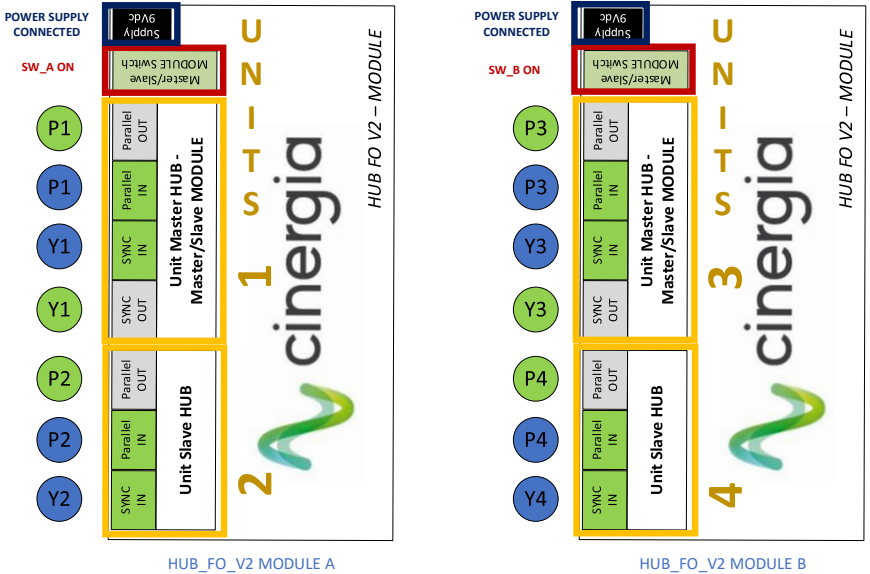 POWER SUPPLY
CONNECTED
Supply
9Vdc
SW_A ON
Master/Slave
MODULE Switch
P1
P1
Y1
Y1
P2
P2
Y2
Parallel
OUT
Parallel
IN
SYNC
IN
SYNC
OUT
Parallel
OUT
Parallel
IN
SYNC
IN
Unit Master HUB -
Master/Slave MODULE
Unit Slave HUB
UNITS
1
2
cinergia
HUB FO V2 – MODULE
HUB_FO_V2 MODULE A
POWER SUPPLY
CONNECTED
Supply
9Vdc
SW_B ON
Master/Slave
MODULE Switch
P3
P3
Y3
Y3
P4
P4
Y4
Parallel
OUT
Parallel
IN
SYNC
IN
SYNC
OUT
Parallel
OUT
Parallel
IN
SYNC
IN
Unit Master HUB -
Master/Slave MODULE
Unit Slave HUB
UNITS
3
4
cinergia
HUB FO V2 – MODULE
HUB_FO_V2 MODULE B